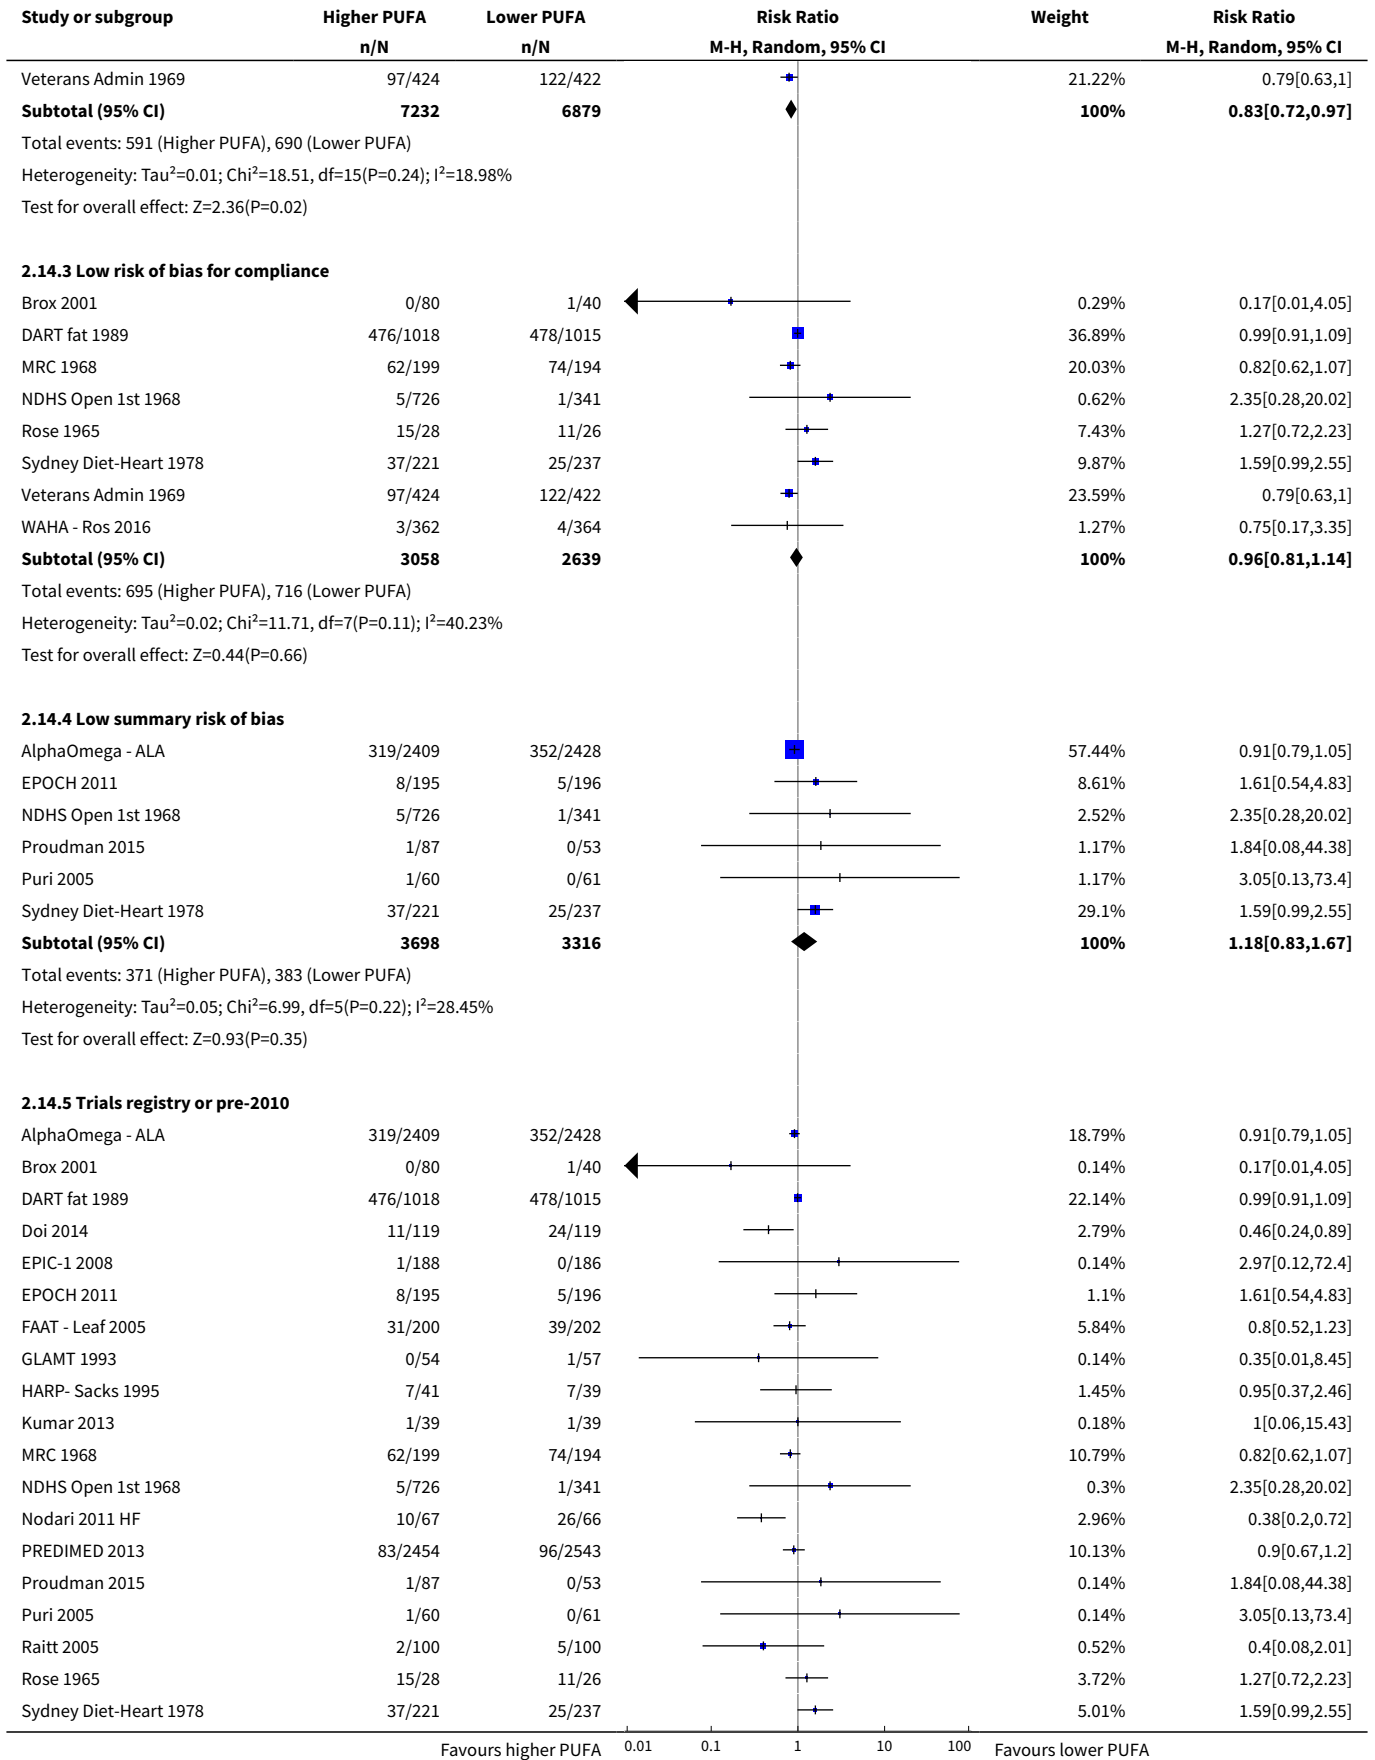 Study or subgroup Higher PUFA Lower PUFA Risk Ratio Weight Risk Ratio
n/N n/N M-H, Random, 95% CI M-H, Random, 95% CI
Veterans Admin 1969 97/424 122/422 21.22% 0.79[0.63,1]
Subtotal (95% CI) 7232 6879 100% 0.83[0.72,0.97]
Total events: 591 (Higher PUFA), 690 (Lower PUFA)
Heterogeneity: Tau²=0.01; Chi²=18.51, df=15(P=0.24); I²=18.98%
Test for overall effect: Z=2.36(P=0.02)
2.14.3 Low risk of bias for compliance
Brox 2001 0/80 1/40 0.29% 0.17[0.01,4.05]
DART fat 1989 476/1018 478/1015 36.89% 0.99[0.91,1.09]
MRC 1968 62/199 74/194 20.03% 0.82[0.62,1.07]
NDHS Open 1st 1968 5/726 1/341 0.62% 2.35[0.28,20.02]
Rose 1965 15/28 11/26 7.43% 1.27[0.72,2.23]
Sydney Diet-Heart 1978 37/221 25/237 9.87% 1.59[0.99,2.55]
Veterans Admin 1969 97/424 122/422 23.59% 0.79[0.63,1]
WAHA - Ros 2016 3/362 4/364 1.27% 0.75[0.17,3.35]
Subtotal (95% CI) 3058 2639 100% 0.96[0.81,1.14]
Total events: 695 (Higher PUFA), 716 (Lower PUFA)
Heterogeneity: Tau²=0.02; Chi²=11.71, df=7(P=0.11); I²=40.23%
Test for overall effect: Z=0.44(P=0.66)
2.14.4 Low summary risk of bias
AlphaOmega - ALA 319/2409 352/2428 57.44% 0.91[0.79,1.05]
EPOCH 2011 8/195 5/196 8.61% 1.61[0.54,4.83]
NDHS Open 1st 1968 5/726 1/341 2.52% 2.35[0.28,20.02]
Proudman 2015 1/87 0/53 1.17% 1.84[0.08,44.38]
Puri 2005 1/60 0/61 1.17% 3.05[0.13,73.4]
Sydney Diet-Heart 1978 37/221 25/237 29.1% 1.59[0.99,2.55]
Subtotal (95% CI) 3698 3316 100% 1.18[0.83,1.67]
Total events: 371 (Higher PUFA), 383 (Lower PUFA)
Heterogeneity: Tau²=0.05; Chi²=6.99, df=5(P=0.22); I²=28.45%
Test for overall effect: Z=0.93(P=0.35)
2.14.5 Trials registry or pre-2010
AlphaOmega - ALA 319/2409 352/2428 18.79% 0.91[0.79,1.05]
Brox 2001 0/80 1/40 0.14% 0.17[0.01,4.05]
DART fat 1989 476/1018 478/1015 22.14% 0.99[0.91,1.09]
Doi 2014 11/119 24/119 2.79% 0.46[0.24,0.89]
EPIC-1 2008 1/188 0/186 0.14% 2.97[0.12,72.4]
EPOCH 2011 8/195 5/196 1.1% 1.61[0.54,4.83]
FAAT - Leaf 2005 31/200 39/202 5.84% 0.8[0.52,1.23]
GLAMT 1993 0/54 1/57 0.14% 0.35[0.01,8.45]
HARP- Sacks 1995 7/41 7/39 1.45% 0.95[0.37,2.46]
Kumar 2013 1/39 1/39 0.18% 1[0.06,15.43]
MRC 1968 62/199 74/194 10.79% 0.82[0.62,1.07]
NDHS Open 1st 1968 5/726 1/341 0.3% 2.35[0.28,20.02]
Nodari 2011 HF 10/67 26/66 2.96% 0.38[0.2,0.72]
PREDIMED 2013 83/2454 96/2543 10.13% 0.9[0.67,1.2]
Proudman 2015 1/87 0/53 0.14% 1.84[0.08,44.38]
Puri 2005 1/60 0/61 0.14% 3.05[0.13,73.4]
Raitt 2005 2/100 5/100 0.52% 0.4[0.08,2.01]
Rose 1965 15/28 11/26 3.72% 1.27[0.72,2.23]
Sydney Diet-Heart 1978 37/221 25/237 5.01% 1.59[0.99,2.55]
Favours higher PUFA 0.01 0.1 1 10 100 Favours lower PUFA